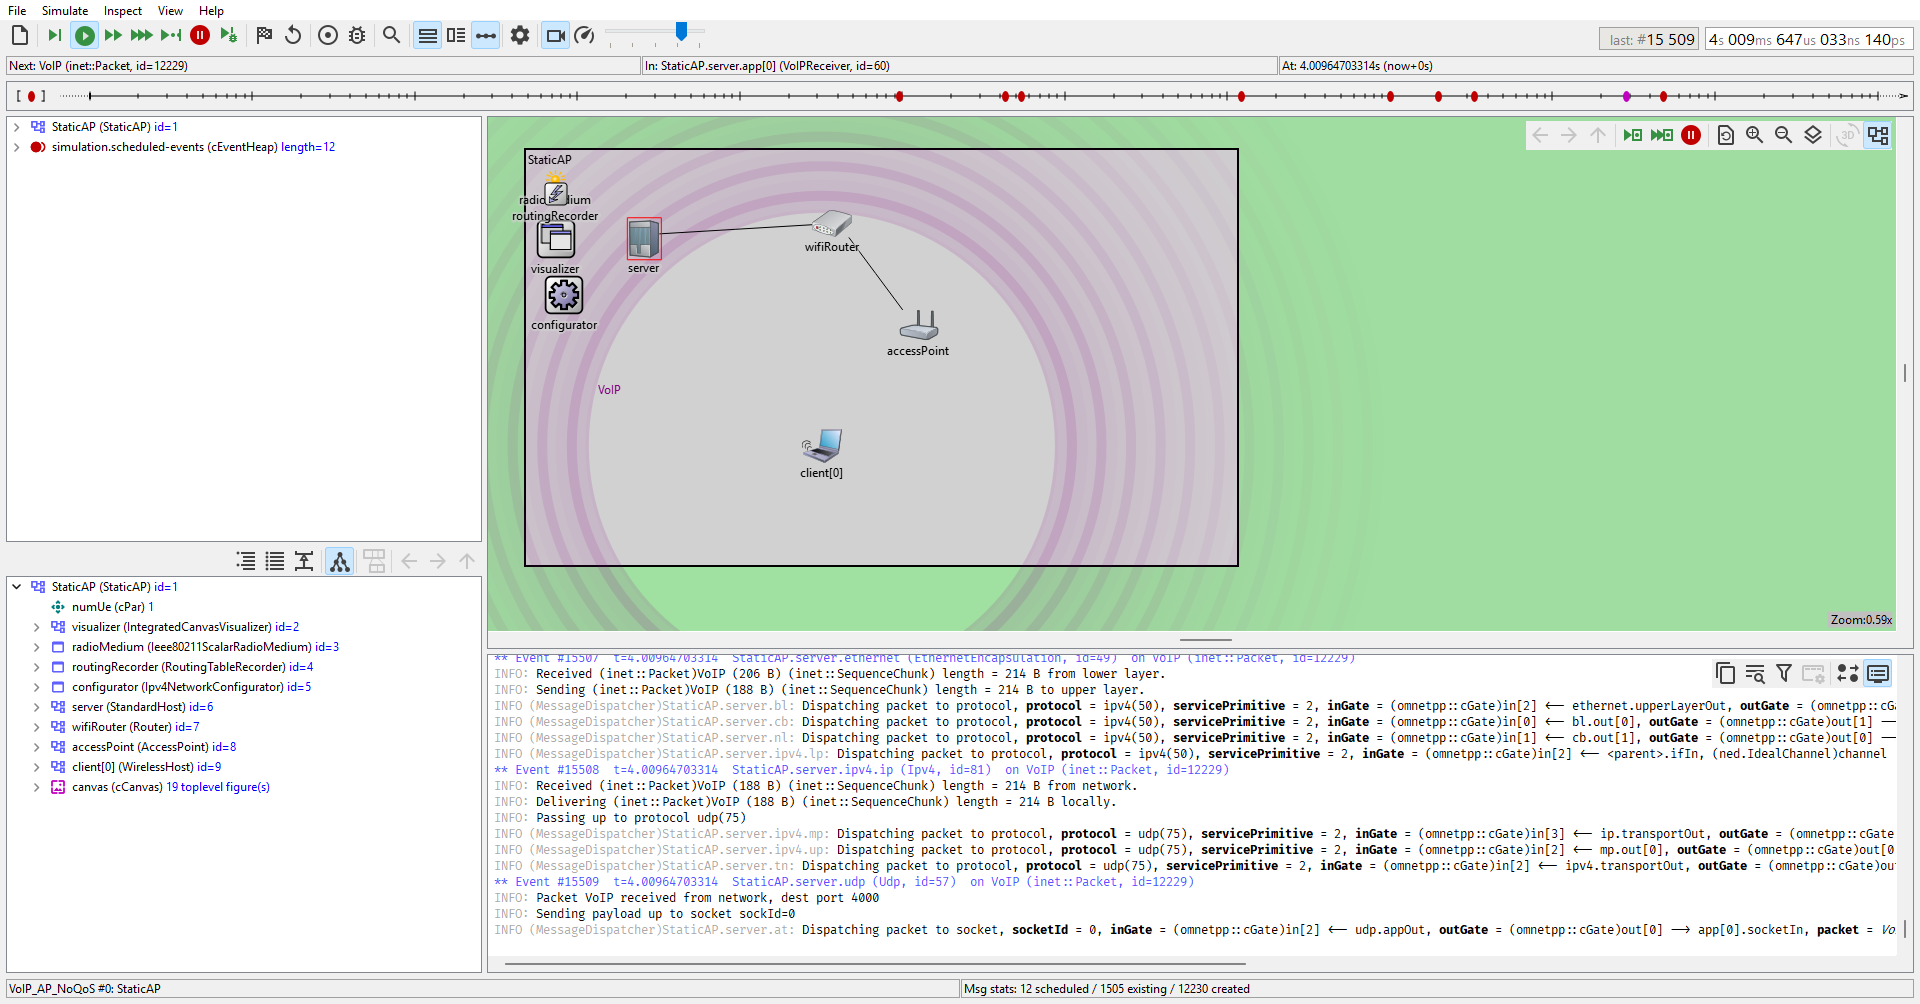 File Simulate Inspect View Help
last: #15 509 4s 009ms 647us 033ns 140ps
Next: VoIP (inet::Packet, id=12229) In: StaticAP.server.app[0] (VoIPReceiver, id=60) At: 4.00964703314s (now+0s)
StaticAP (StaticAP) id=1
simulation.scheduled-events (cEventHeap) length=12
StaticAP (StaticAP) id=1
numUe (cPar) 1
visualizer (IntegratedCanvasVisualizer) id=2
radioMedium (Ieee80211ScalarRadioMedium) id=3
routingRecorder (RoutingTableRecorder) id=4
configurator (Ipv4NetworkConfigurator) id=5
server (StandardHost) id=6
wifiRouter (Router) id=7
accessPoint (AccessPoint) id=8
client[0] (WirelessHost) id=9
canvas (cCanvas) 19 toplevel figure(s)
3D
StaticAP
routingRecorder
visualizer
configurator
server
wifiRouter
accessPoint
VoIP
client[0]
Zoom:0.59x
** Event #15507 t=4.00964703314 StaticAP.server.ethernet (EthernetEncapsulation, id=49) on VoIP (inet::Packet, id=12229)
INFO: Received (inet::Packet)VoIP (206 B) (inet::SequenceChunk) length = 214 B from lower layer.
INFO: Sending (inet::Packet)VoIP (188 B) (inet::SequenceChunk) length = 214 B to upper layer.
INFO (MessageDispatcher)StaticAP.server.bl: Dispatching packet to protocol, protocol = ipv4(50), servicePrimitive = 2, inGate = (omnetpp::cGate)in[2] <-- ethernet.upperLayerOut, outGate = (omnetpp::cGa
INFO (MessageDispatcher)StaticAP.server.cb: Dispatching packet to protocol, protocol = ipv4(50), servicePrimitive = 2, inGate = (omnetpp::cGate)in[0] <-- bl.out[0], outGate = (omnetpp::cGate)out[1] --
INFO (MessageDispatcher)StaticAP.server.nl: Dispatching packet to protocol, protocol = ipv4(50), servicePrimitive = 2, inGate = (omnetpp::cGate)in[1] <-- cb.out[1], outGate = (omnetpp::cGate)out[0] --
INFO (MessageDispatcher)StaticAP.server.ipv4.lp: Dispatching packet to protocol, protocol = ipv4(50), servicePrimitive = 2, inGate = (omnetpp::cGate)in[2] <-- <parent>.ifIn, (ned.IdealChannel)channel
** Event #15508 t=4.00964703314 StaticAP.server.ipv4.ip (Ipv4, id=81) on VoIP (inet::Packet, id=12229)
INFO: Received (inet::Packet)VoIP (188 B) (inet::SequenceChunk) length = 214 B from network.
INFO: Delivering (inet::Packet)VoIP (188 B) (inet::SequenceChunk) length = 214 B locally.
INFO: Passing up to protocol udp(75)
INFO (MessageDispatcher)StaticAP.server.ipv4.mp: Dispatching packet to protocol, protocol = udp(75), servicePrimitive = 2, inGate = (omnetpp::cGate)in[3] <-- ip.transportOut, outGate = (omnetpp::cGate
INFO (MessageDispatcher)StaticAP.server.ipv4.up: Dispatching packet to protocol, protocol = udp(75), servicePrimitive = 2, inGate = (omnetpp::cGate)in[2] <-- mp.out[0], outGate = (omnetpp::cGate)out[0
INFO (MessageDispatcher)StaticAP.server.tn: Dispatching packet to protocol, protocol = udp(75), servicePrimitive = 2, inGate = (omnetpp::cGate)in[2] <-- ipv4.transportOut, outGate = (omnetpp::cGate)ou
** Event #15509 t=4.00964703314 StaticAP.server.udp (Udp, id=57) on VoIP (inet::Packet, id=12229)
INFO: Packet VoIP received from network, dest port 4000
INFO: Sending payload up to socket sockId=0
INFO (MessageDispatcher)StaticAP.server.at: Dispatching packet to socket, socketId = 0, inGate = (omnetpp::cGate)in[2] <-- udp.appOut, outGate = (omnetpp::cGate)out[0] --> app[0].socketIn, packet = Vo
VoIP_AP_NoQoS #0: StaticAP Msg stats: 12 scheduled / 1505 existing / 12230 created